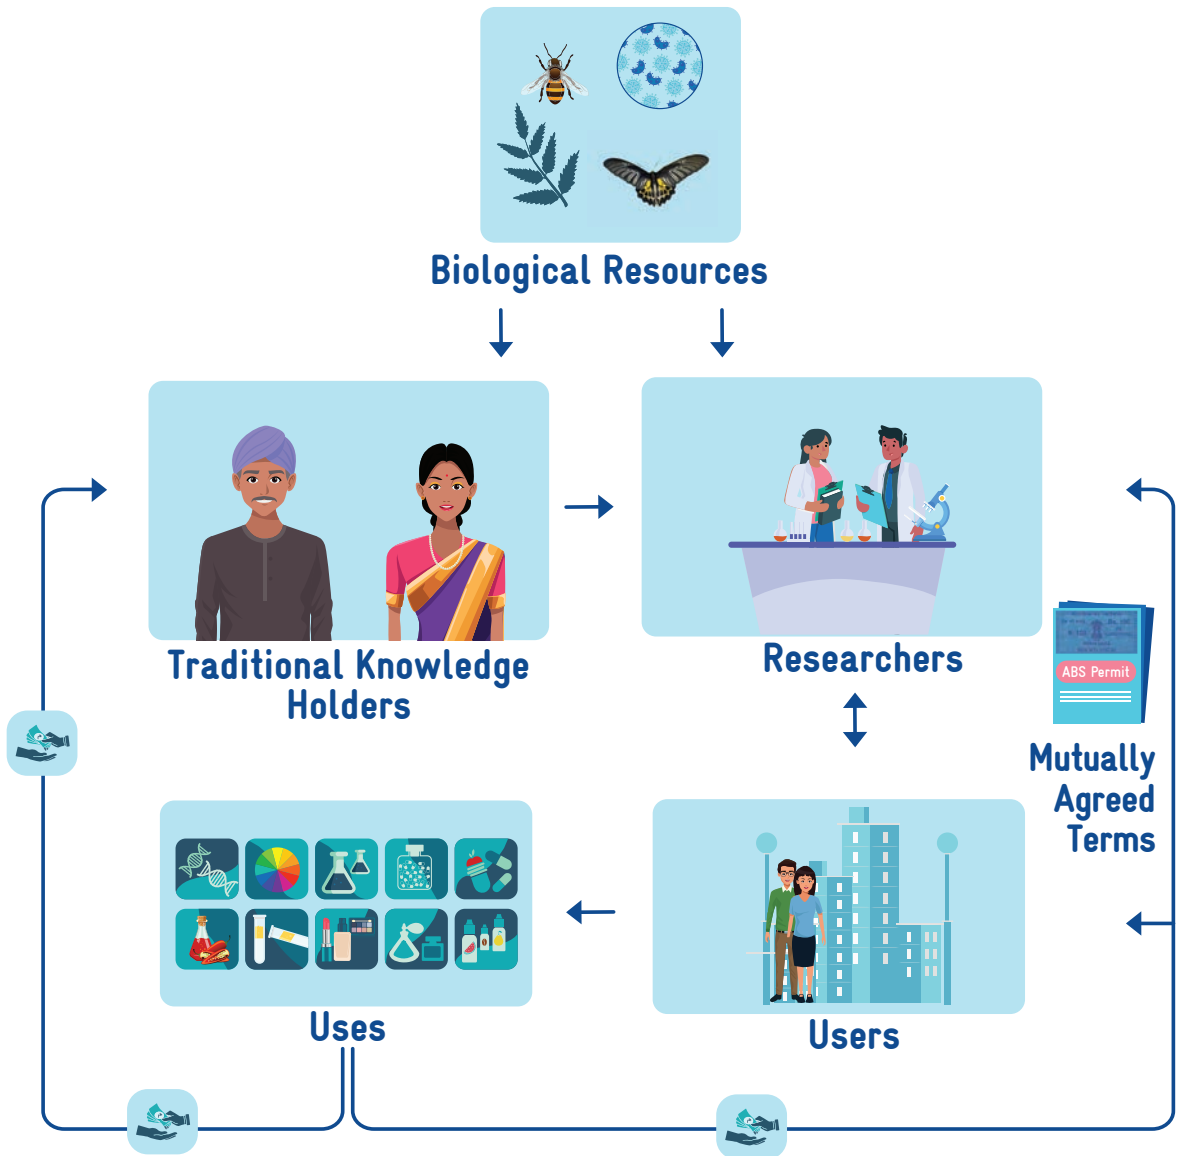 Biological Resources
Traditional Knowledge
Holders
Researchers
ABS Permit
Mutually
Agreed
Terms
Uses
Users